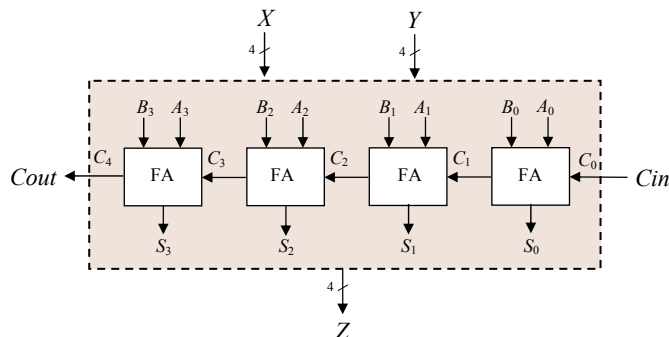 X Y
4 4
B₃ A₃ B₂ A₂ B₁ A₁ B₀ A₀
C₄ C₃ C₂ C₁ C₀
Cout FA FA FA FA Cin
S₃ S₂ S₁ S₀
4
Z